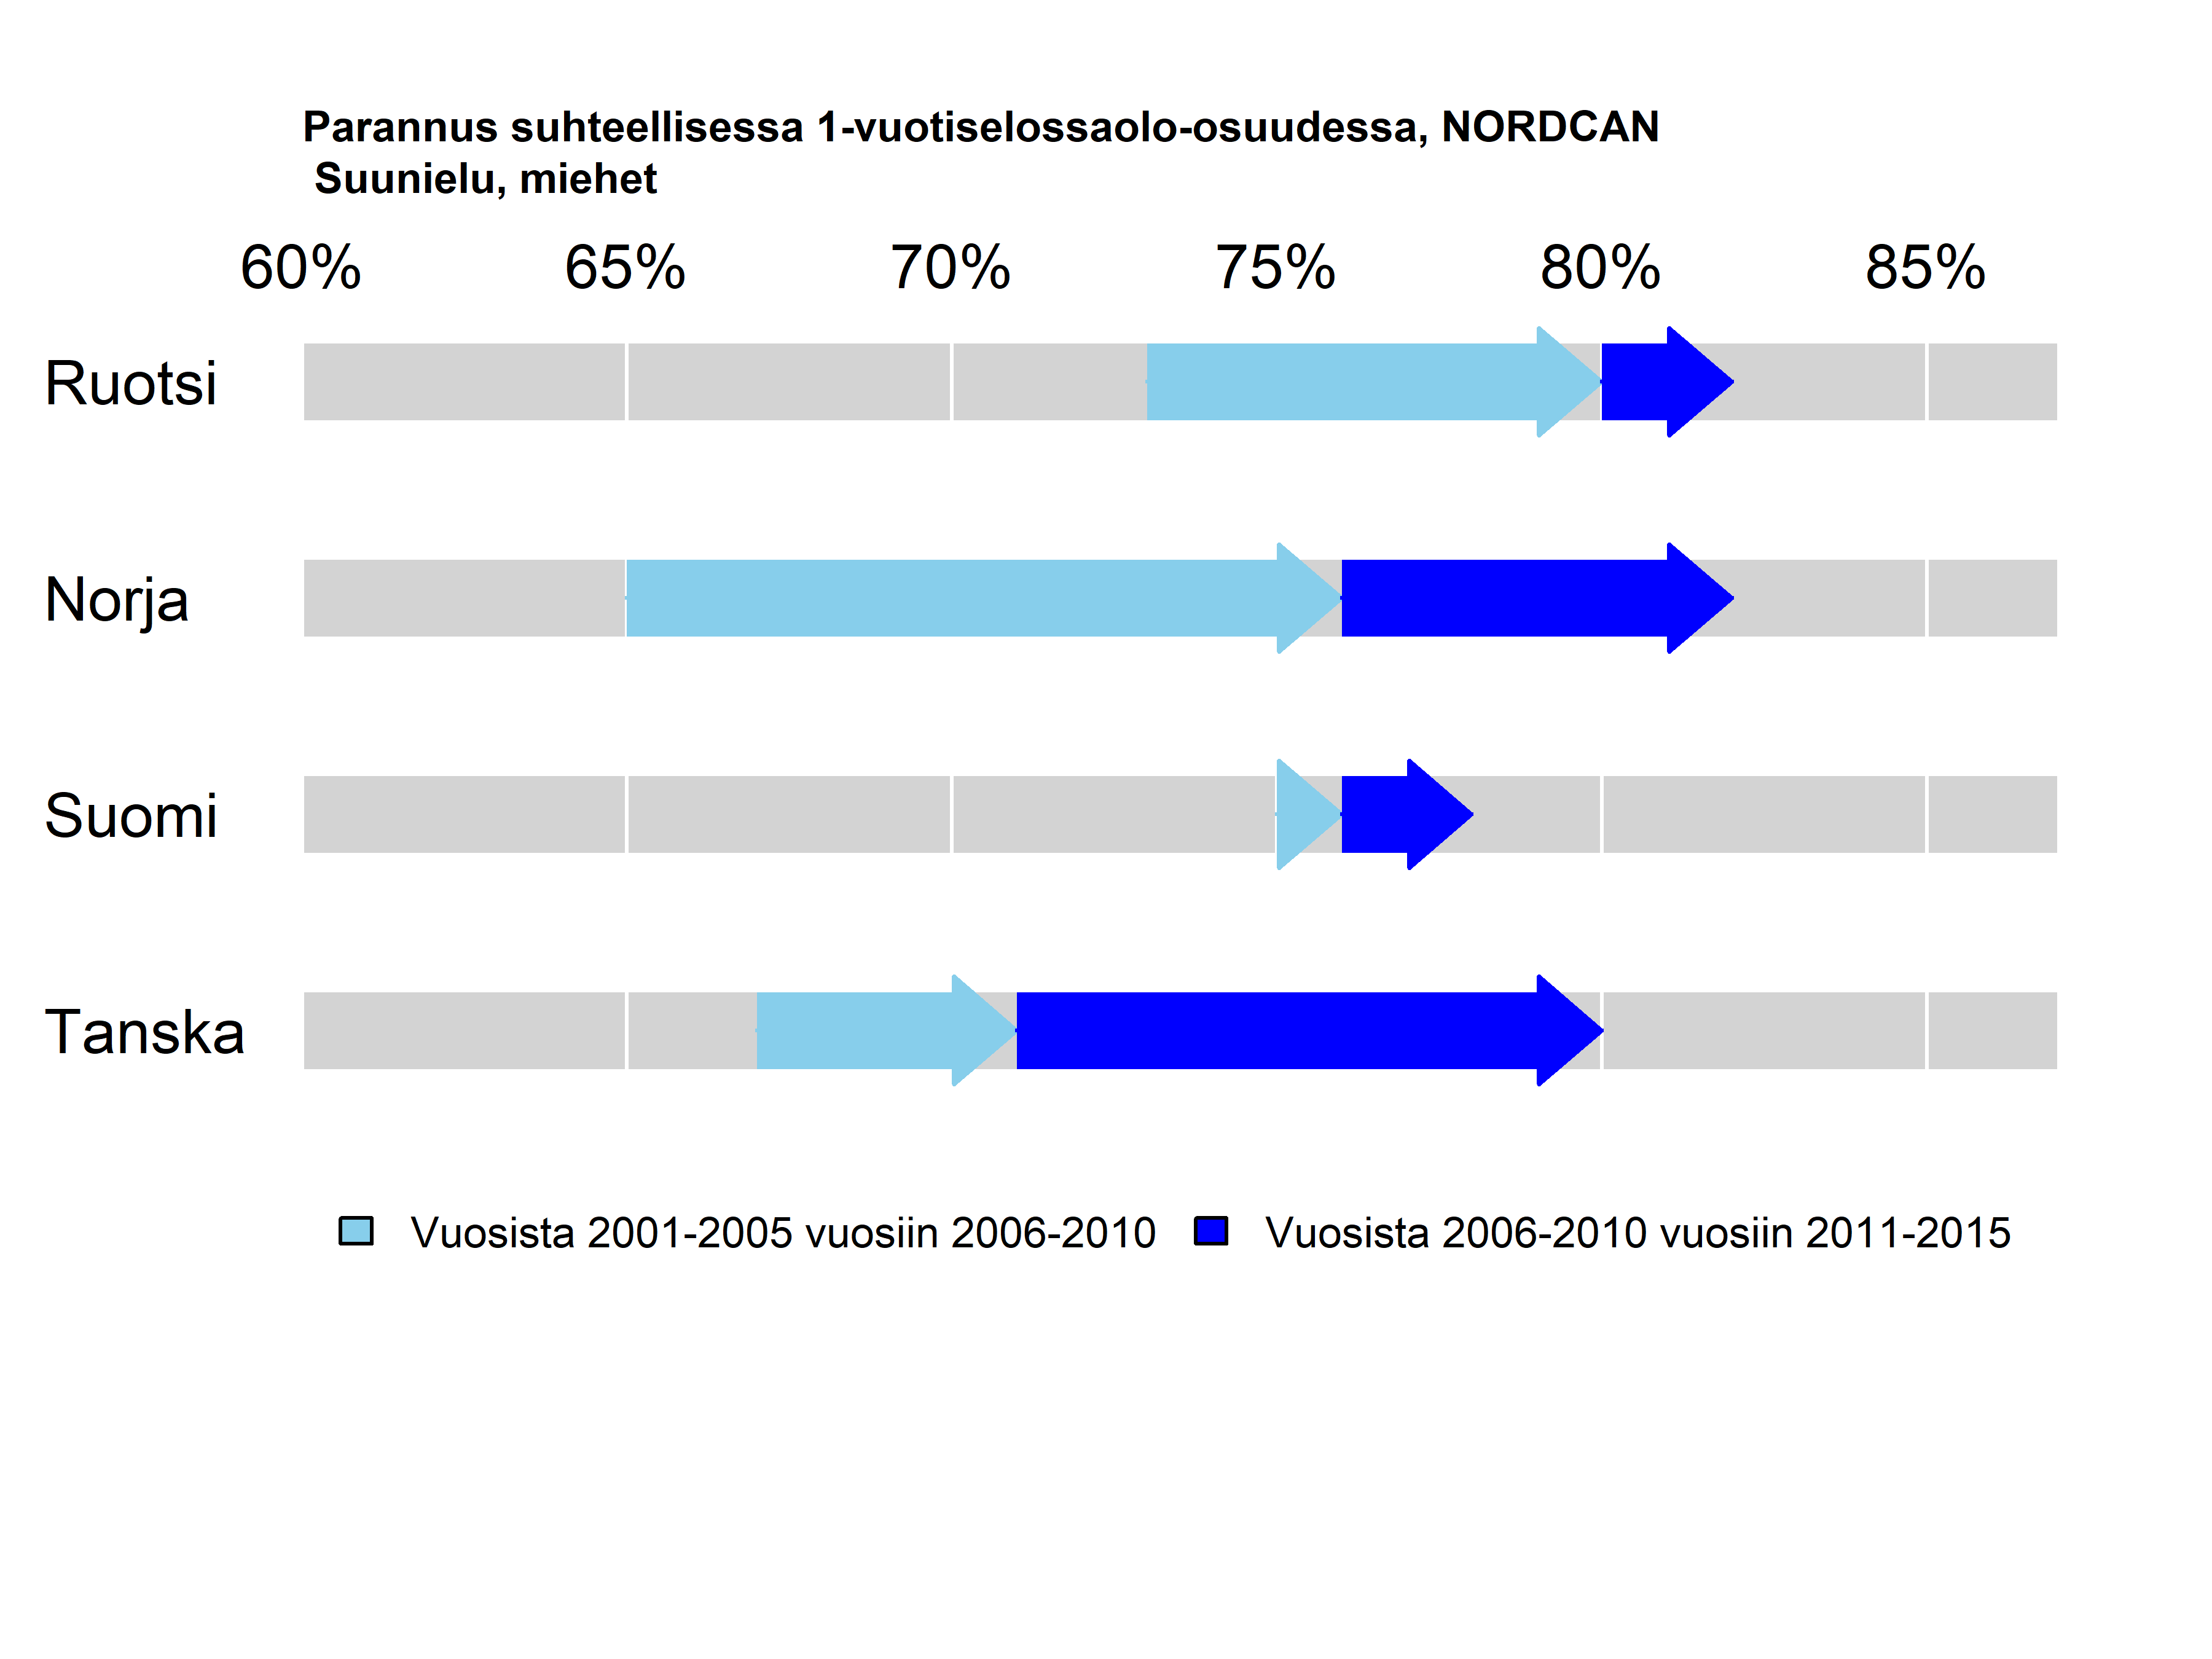 Parannus suhteellisessa 1-vuotiselossaolo-osuudessa, NORDCAN
Suunielu, miehet
60% 65% 70% 75% 80% 85%
Ruotsi
Norja
Suomi
Tanska
Vuosista 2001-2005 vuosiin 2006-2010 Vuosista 2006-2010 vuosiin 2011-2015